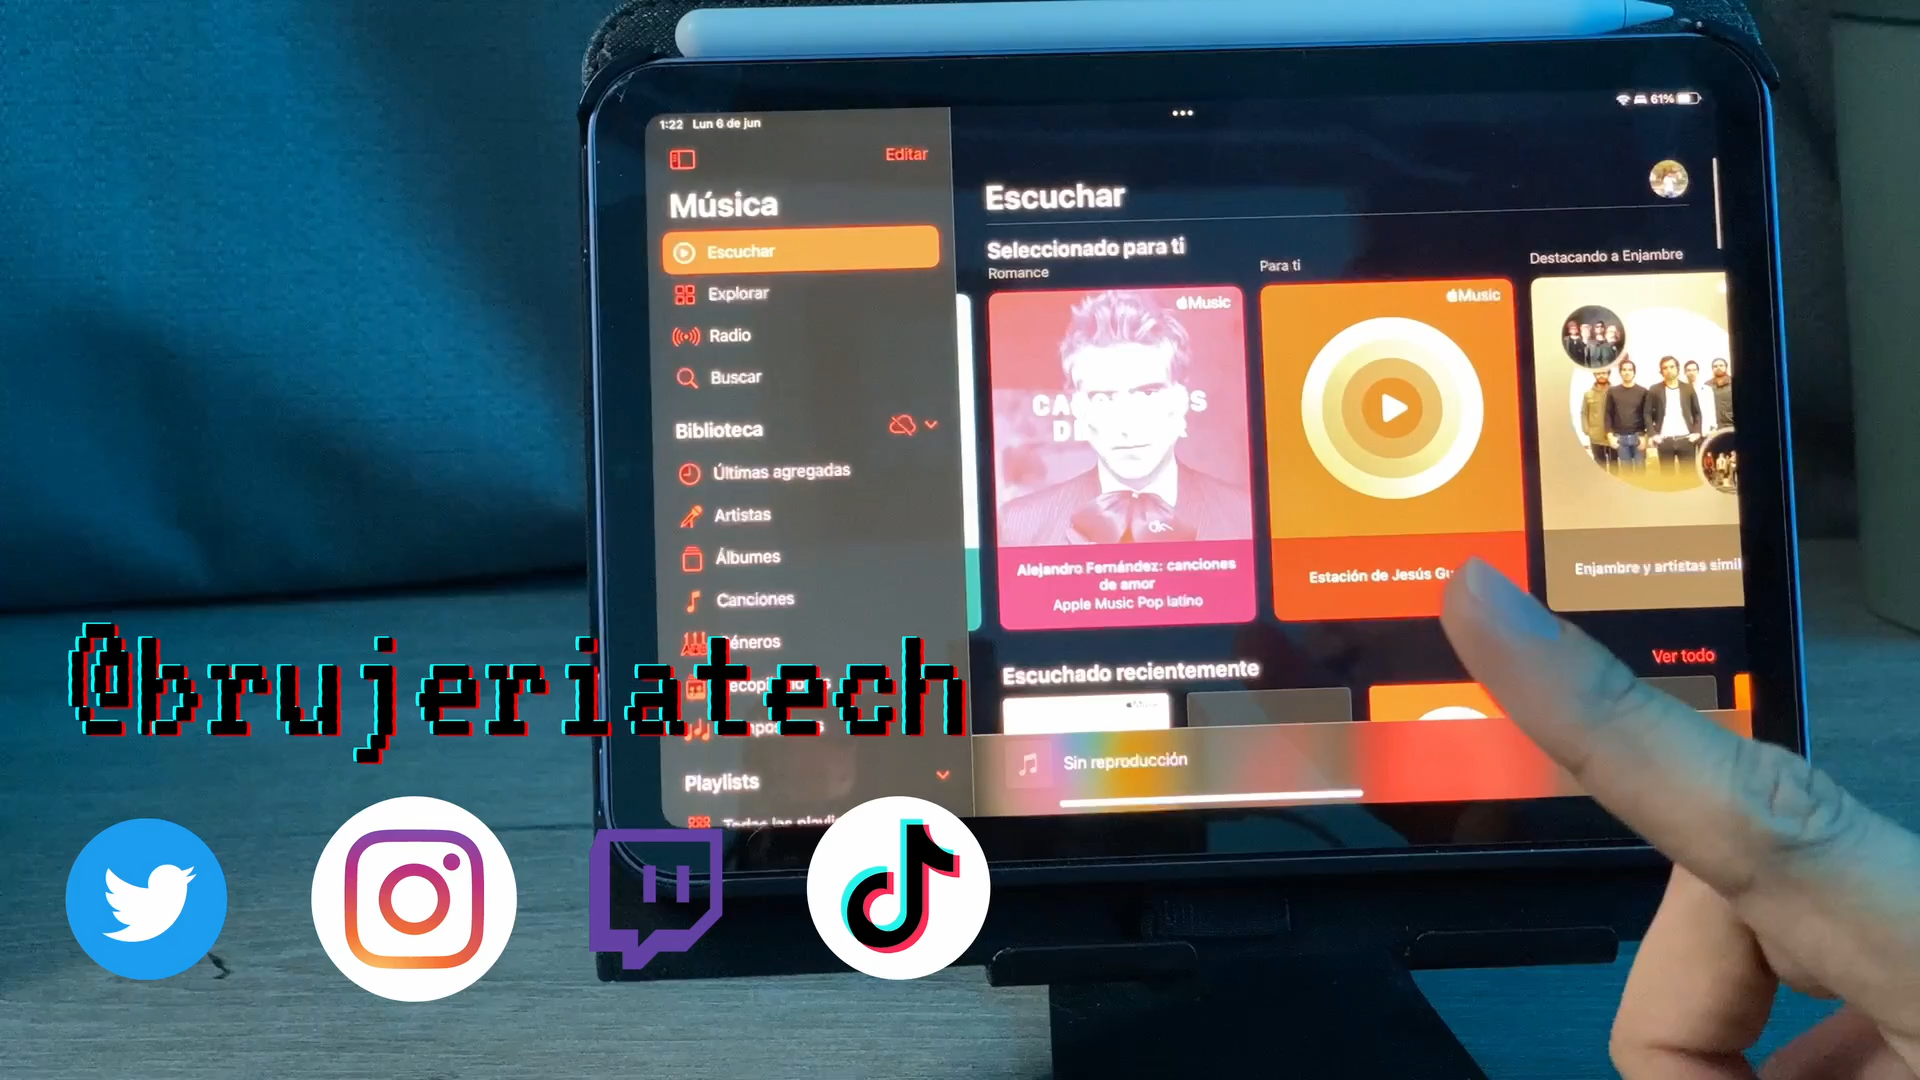 1:22 Lun 6 de jun
61%
Editar
Música
Escuchar
Explorar
Radio
Buscar
Biblioteca
Últimas agregadas
Artistas
Álbumes
Canciones
Géneros
Playlists
Escuchar
Seleccionado para ti
Romance
Music
Alejandro Fernández: canciones
de amor
Apple Music Pop latino
Para ti
Music
Estación de Jesús
Destacando a Enjambre
Enjambre y artistas
Escuchado recientemente
Ver todo
Sin reproducción
@brujeriatech